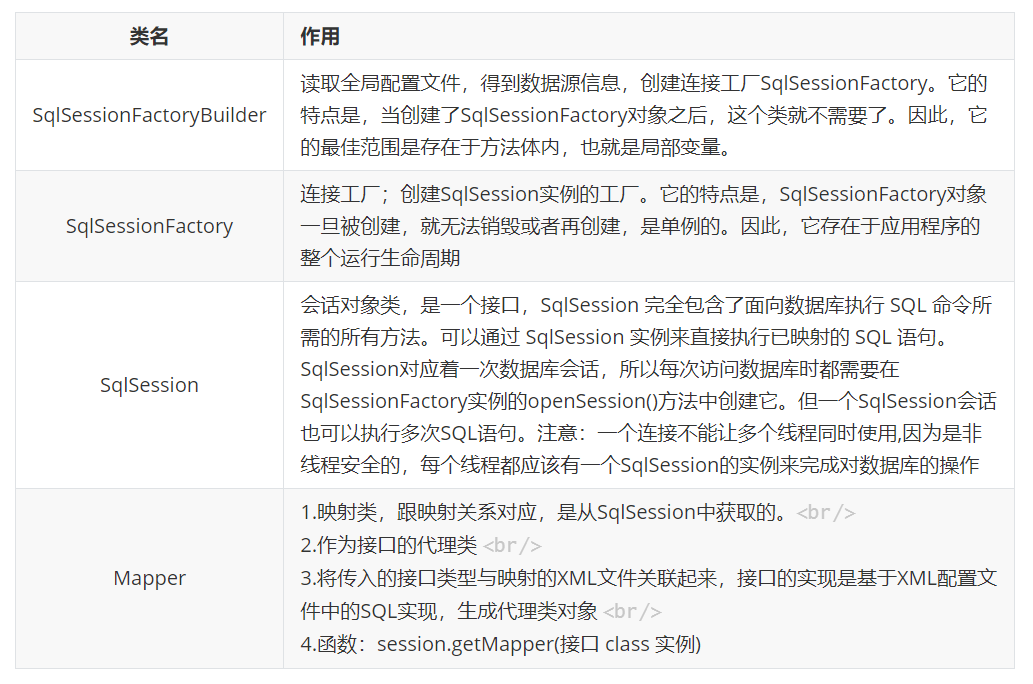 类名
作用
SqlSessionFactoryBuilder
读取全局配置文件，得到数据源信息，创建连接工厂SqlSessionFactory。它的
特点是，当创建了SqlSessionFactory对象之后，这个类就不需要了。因此，它
的最佳范围是存在于方法体内，也就是局部变量。
SqlSessionFactory
连接工厂；创建SqlSession实例的工厂。它的特点是，SqlSessionFactory对象
一旦被创建，就无法销毁或者再创建，是单例的。因此，它存在于应用程序的
整个运行生命周期
SqlSession
会话对象类，是一个接口，SqlSession 完全包含了面向数据库执行 SQL 命令所
需的所有方法。可以通过 SqlSession 实例来直接执行已映射的 SQL 语句。
SqlSession对应着一次数据库会话，所以每次访问数据库时都需要在
SqlSessionFactory实例的openSession()方法中创建它。但一个SqlSession会话
也可以执行多次SQL语句。注意：一个连接不能让多个线程同时使用,因为是非
线程安全的，每个线程都应该有一个SqlSession的实例来完成对数据库的操作
Mapper
1.映射类，跟映射关系对应，是从SqlSession中获取的。<br/>
2.作为接口的代理类 <br/>
3.将传入的接口类型与映射的XML文件关联起来，接口的实现是基于XML配置文
件中的SQL实现，生成代理类对象 <br/>
4.函数：session.getMapper(接口 class 实例)